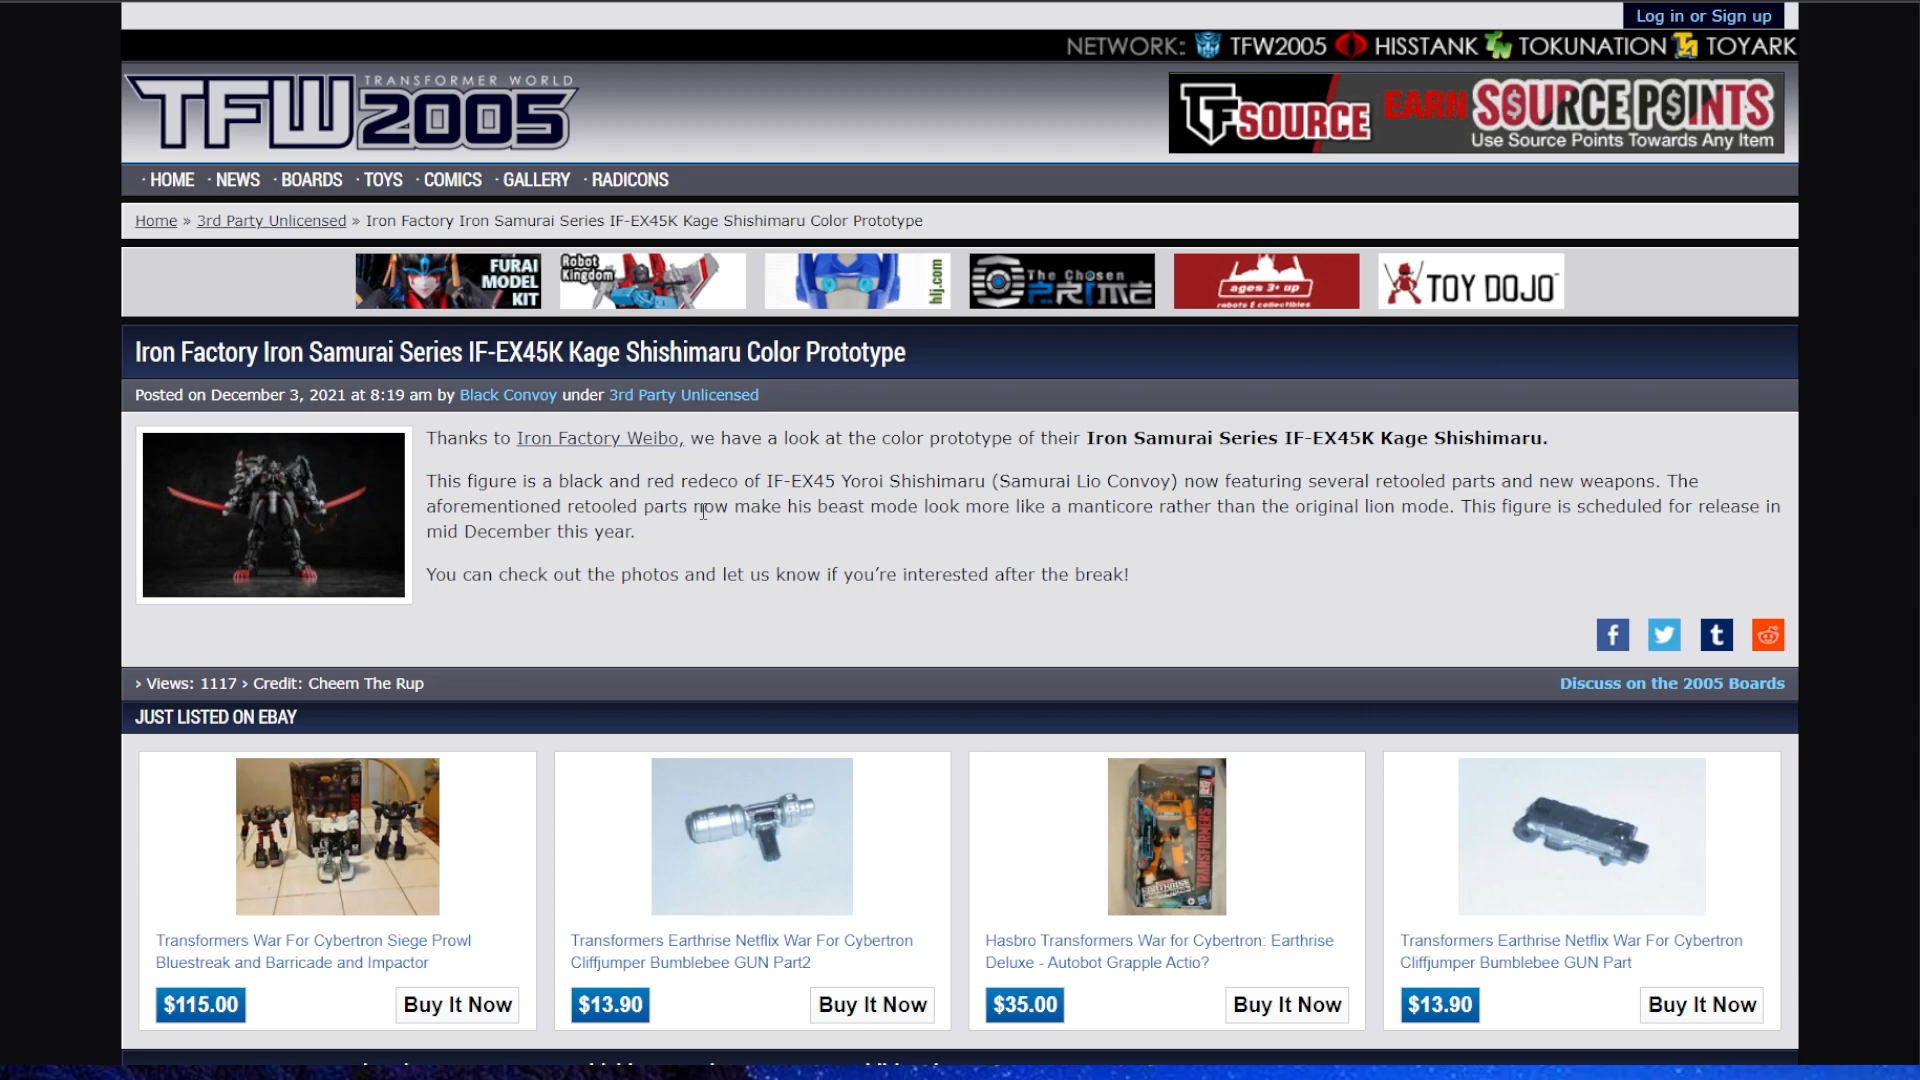 Log in or Sign up
NETWORK: TFW2005 HISSTANK TOKUNATION TOYARK
TRANSFORMER WORLD
TFW2005
TFSOURCE EARN SOURCE POINTS
Use Source Points Towards Any Item
· HOME · NEWS · BOARDS · TOYS · COMICS · GALLERY · RADICONS
Home » 3rd Party Unlicensed » Iron Factory Iron Samurai Series IF-EX45K Kage Shishimaru Color Prototype
FURAI
MODEL
KIT
Robot
Kingdom
hlj.com
The Chosen
PRIME
ages 3+ up
robots & collectibles
TOY DOJO
Iron Factory Iron Samurai Series IF-EX45K Kage Shishimaru Color Prototype
Posted on December 3, 2021 at 8:19 am by Black Convoy under 3rd Party Unlicensed
Thanks to Iron Factory Weibo, we have a look at the color prototype of their Iron Samurai Series IF-EX45K Kage Shishimaru.
This figure is a black and red redeco of IF-EX45 Yoroi Shishimaru (Samurai Lio Convoy) now featuring several retooled parts and new weapons. The
aforementioned retooled parts now make his beast mode look more like a manticore rather than the original lion mode. This figure is scheduled for release in
mid December this year.
You can check out the photos and let us know if you’re interested after the break!
› Views: 1117 › Credit: Cheem The Rup
Discuss on the 2005 Boards
JUST LISTED ON EBAY
TRANSFORMERS
EARTHRISE
Transformers War For Cybertron Siege Prowl
Bluestreak and Barricade and Impactor
$115.00 Buy It Now
Transformers Earthrise Netflix War For Cybertron
Cliffjumper Bumblebee GUN Part2
$13.90 Buy It Now
Hasbro Transformers War for Cybertron: Earthrise
Deluxe - Autobot Grapple Actio?
$35.00 Buy It Now
Transformers Earthrise Netflix War For Cybertron
Cliffjumper Bumblebee GUN Part
$13.90 Buy It Now